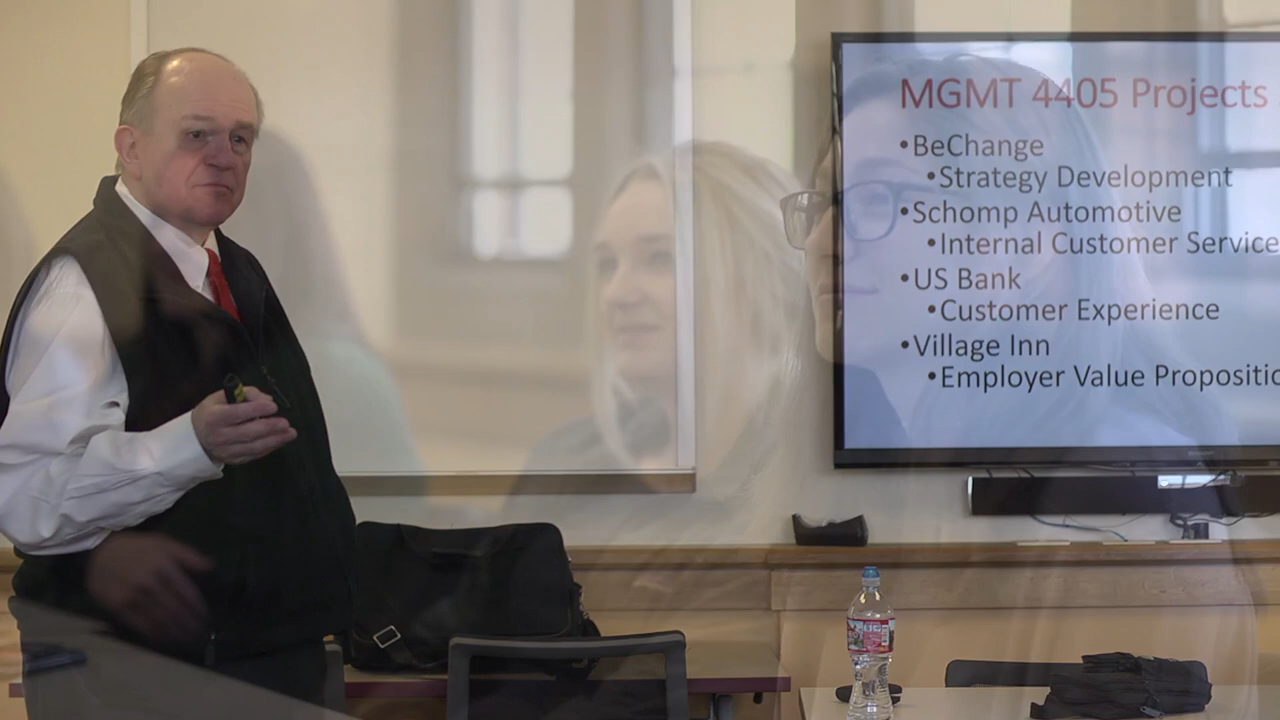 MGMT 4405 Projects
•BeChange
•Strategy Development
•Schomp Automotive
•Internal Customer Service
•US Bank
•Customer Experience
•Village Inn
•Employer Value Propositio